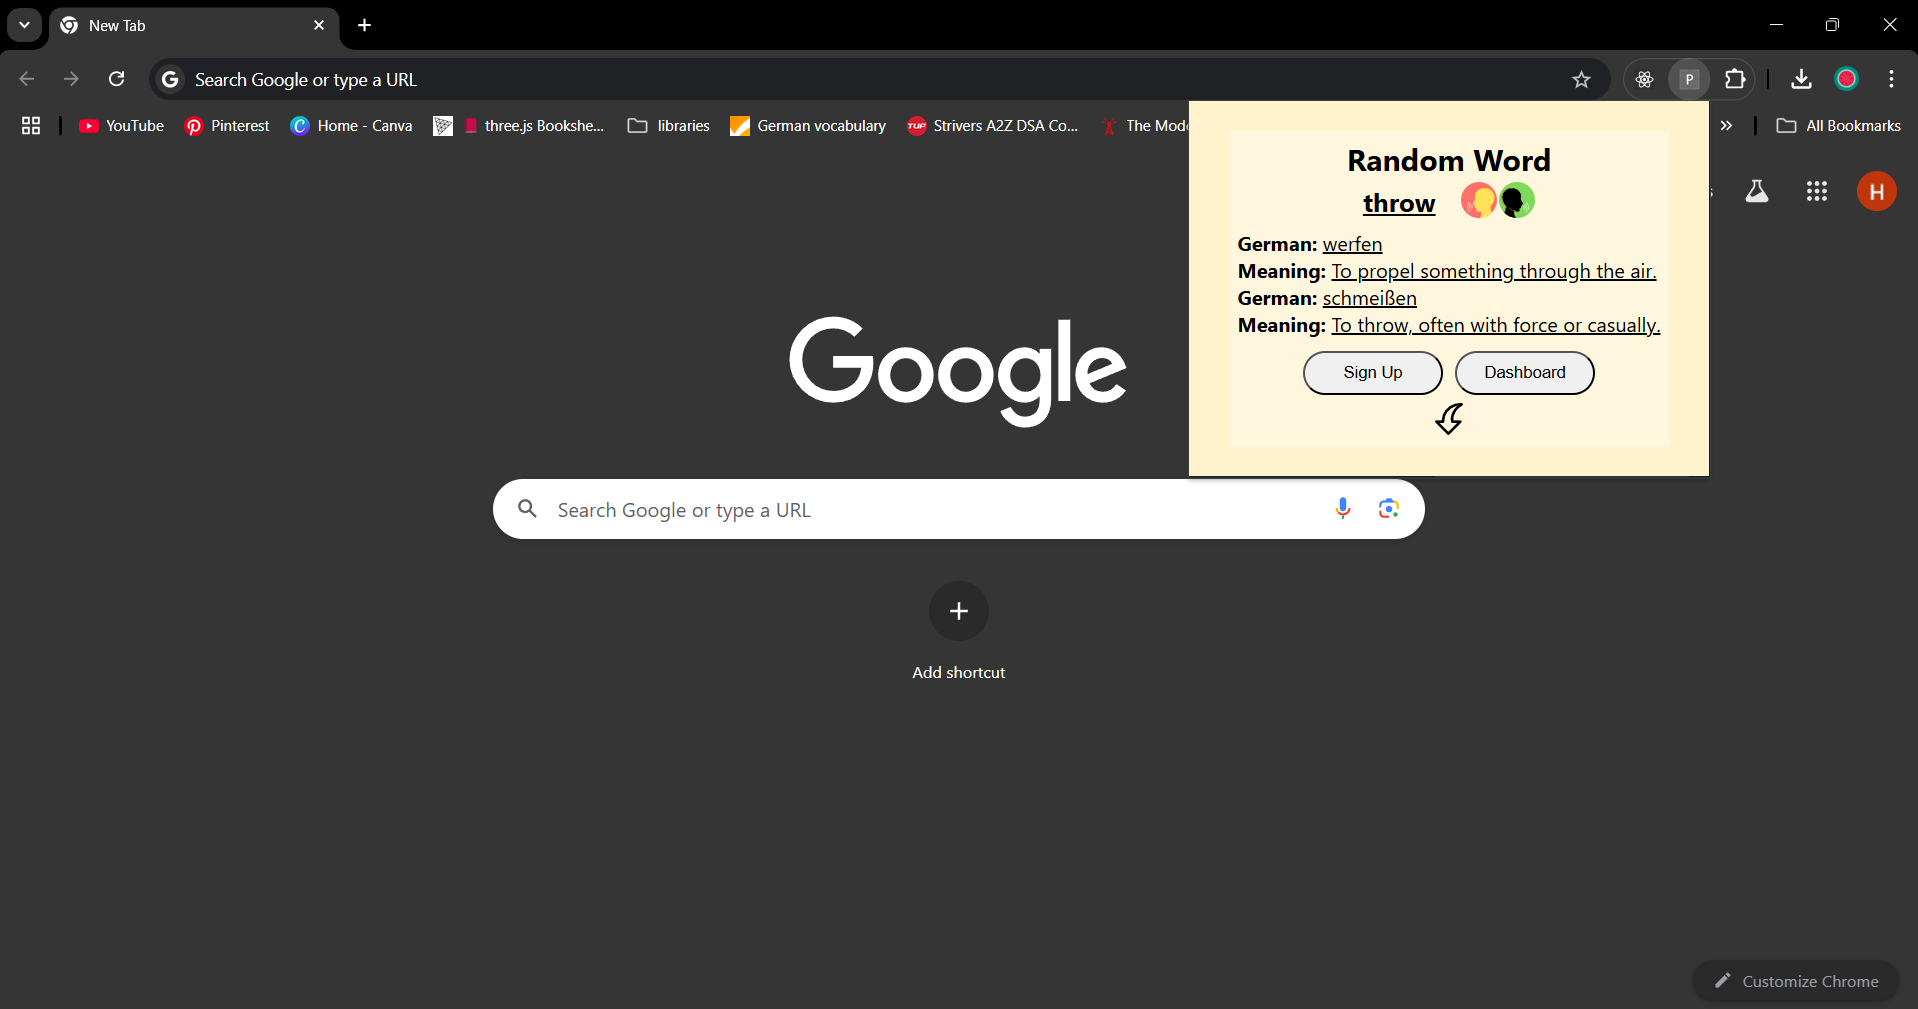 New Tab
Search Google or type a URL
P
YouTube Pinterest Home - Canva three.js Bookshe... libraries German vocabulary TUF Strivers A2Z DSA Co... The Mod » All Bookmarks
H
Random Word
throw
German: werfen
Meaning: To propel something through the air.
German: schmeißen
Meaning: To throw, often with force or casually.
Sign Up Dashboard
Google
Search Google or type a URL
Add shortcut
Customize Chrome